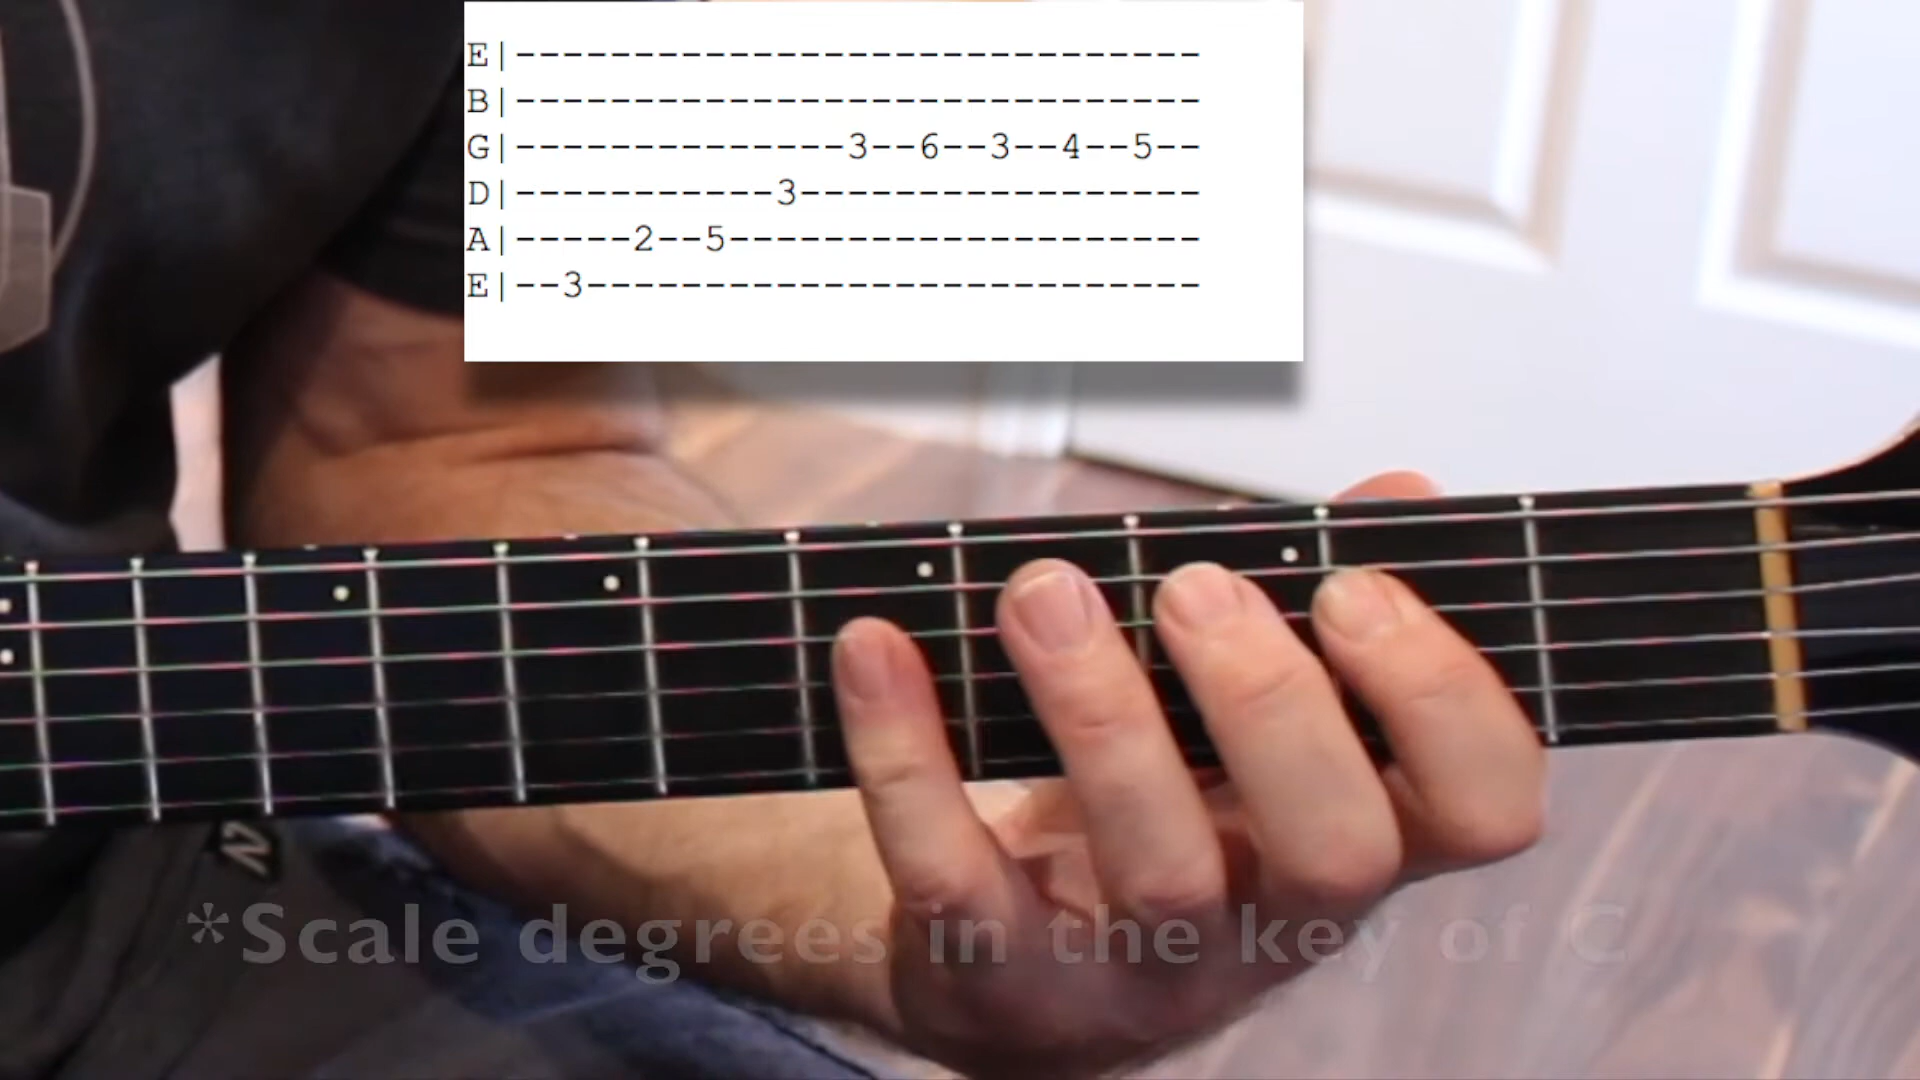 E|-----------------------------
B|-----------------------------
G|--------------3--6--3--4--5--
D|-----------3-----------------
A|-----2--5--------------------
E|--3--------------------------
N
*Scale degrees in the key of C